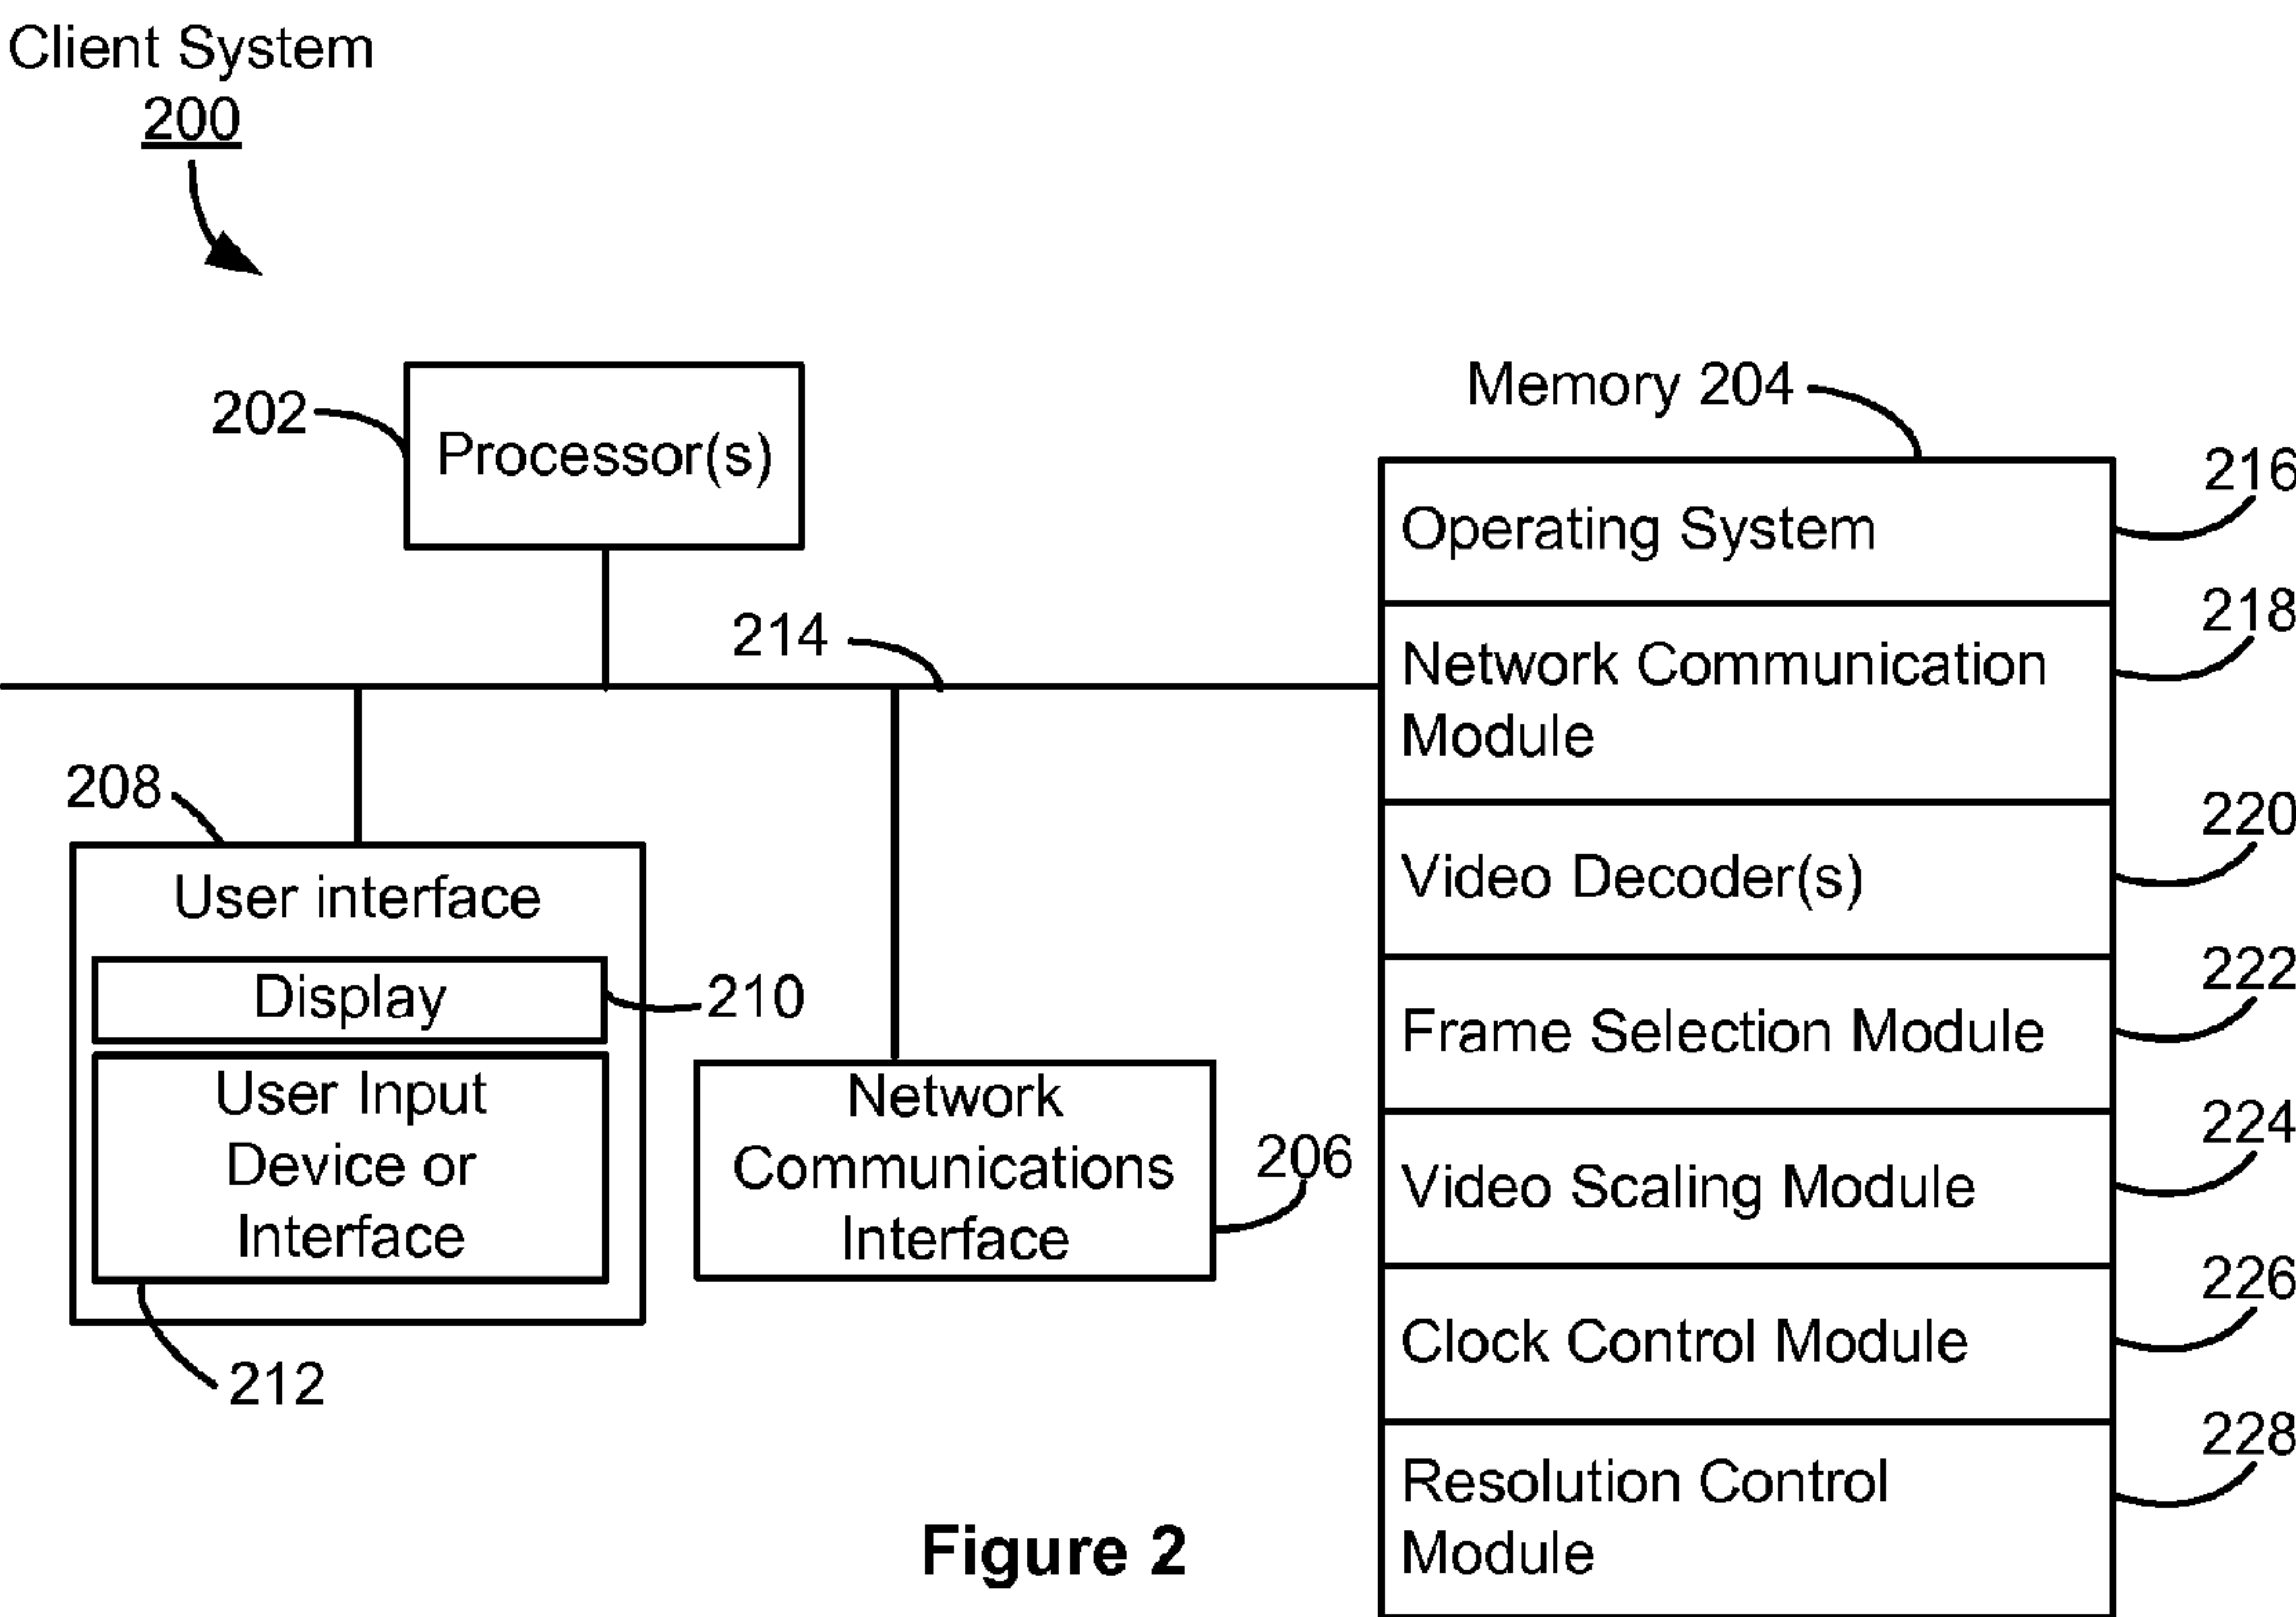 Client System
200
202
Processor(s)
Memory 204
216
Operating System
218
214
Network Communication
Module
208
220
User interface
Video Decoder(s)
222
Display
210
Frame Selection Module
User Input
Device or
Interface
212
Network
Communications
Interface
206
224
Video Scaling Module
226
Clock Control Module
228
Resolution Control
Module
Figure 2